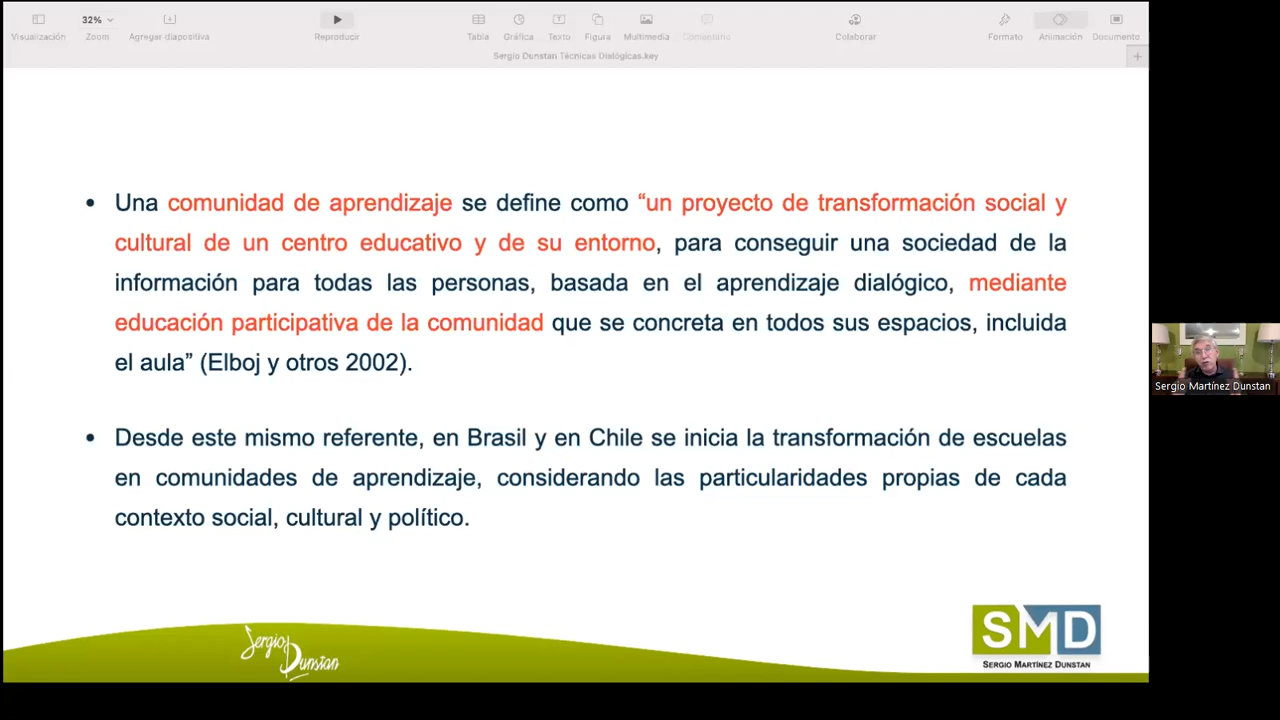 32%
Visualización
Zoom
Agregar diapositiva
Reproducir
Tabla
Gráfica
Texto
Figura
Multimedia
Comentario
Colaborar
Formato
Animación
Documento
Sergio Dunstan Técnicas Dialógicas.key
• Una comunidad de aprendizaje se define como “un proyecto de transformación social y
cultural de un centro educativo y de su entorno, para conseguir una sociedad de la
información para todas las personas, basada en el aprendizaje dialógico, mediante
educación participativa de la comunidad que se concreta en todos sus espacios, incluida
el aula” (Elboj y otros 2002).
• Desde este mismo referente, en Brasil y en Chile se inicia la transformación de escuelas
en comunidades de aprendizaje, considerando las particularidades propias de cada
contexto social, cultural y político.
Sergio Martínez Dunstan
Sergio
Dunstan
SMD
SERGIO MARTÍNEZ DUNSTAN